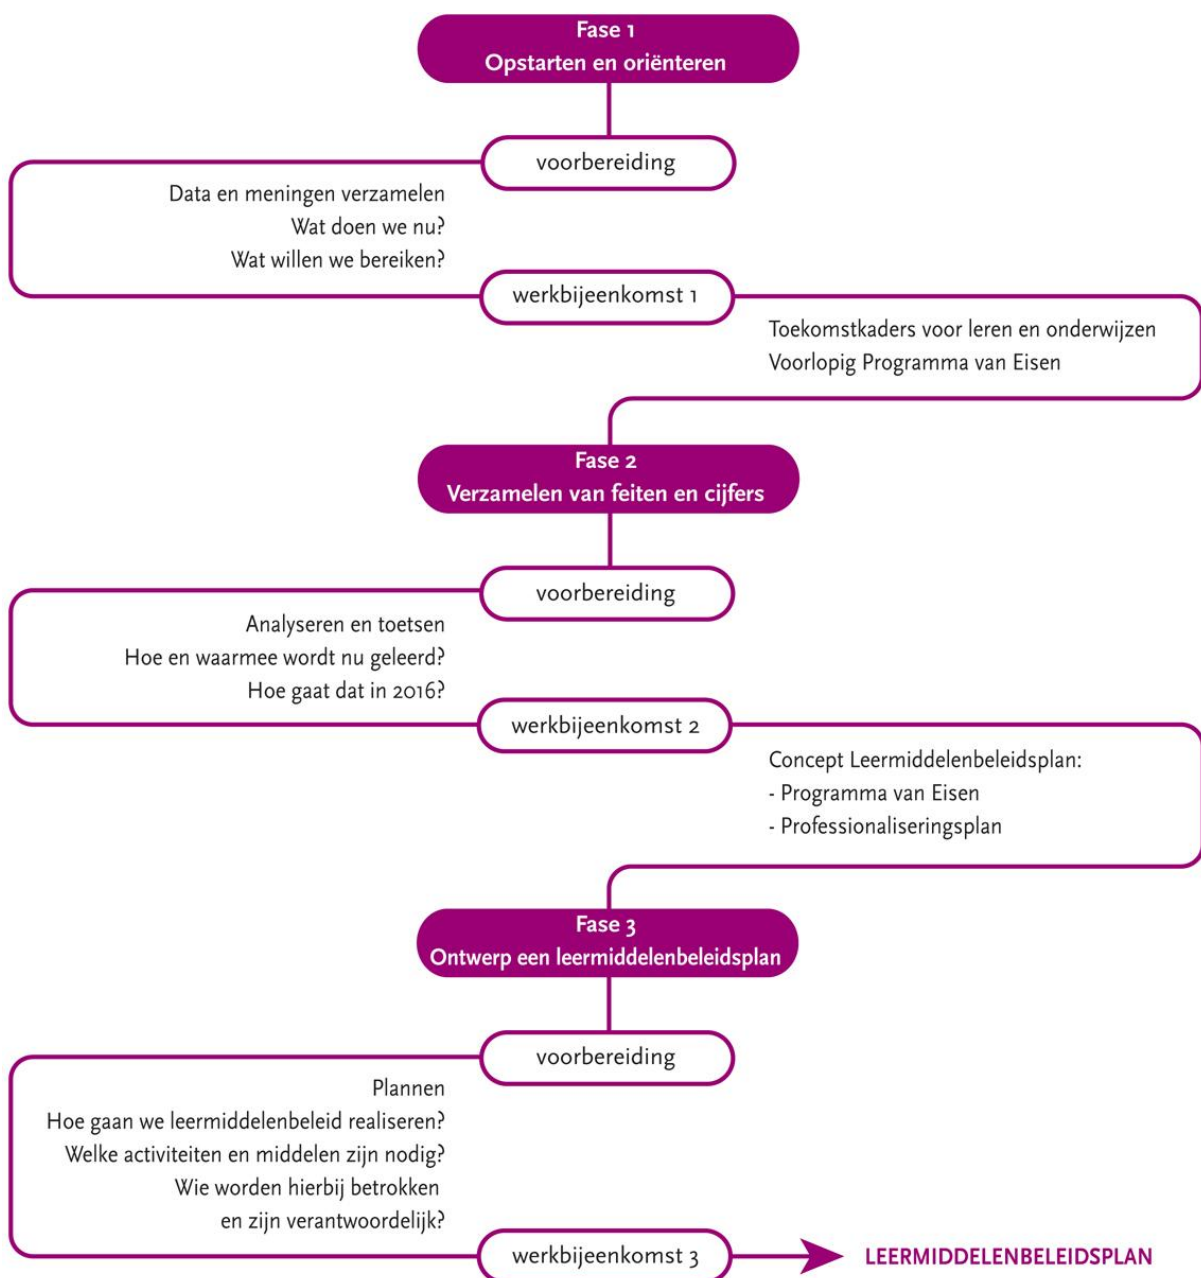 Fase 1
Opstarten en oriënteren
voorbereiding
Data en meningen verzamelen
Wat doen we nu?
Wat willen we bereiken?
werkbijeenkomst 1
Toekomstkaders voor leren en onderwijzen
Voorlopig Programma van Eisen
Fase 2
Verzamelen van feiten en cijfers
voorbereiding
Analyseren en toetsen
Hoe en waarmee wordt nu geleerd?
Hoe gaat dat in 2016?
werkbijeenkomst 2
Concept Leermiddelenbeleidsplan:
- Programma van Eisen
- Professionaliseringsplan
Fase 3
Ontwerp een leermiddelenbeleidsplan
voorbereiding
Plannen
Hoe gaan we leermiddelenbeleid realiseren?
Welke activiteiten en middelen zijn nodig?
Wie worden hierbij betrokken
en zijn verantwoordelijk?
werkbijeenkomst 3
LEERMIDDELENBELEIDSPLAN